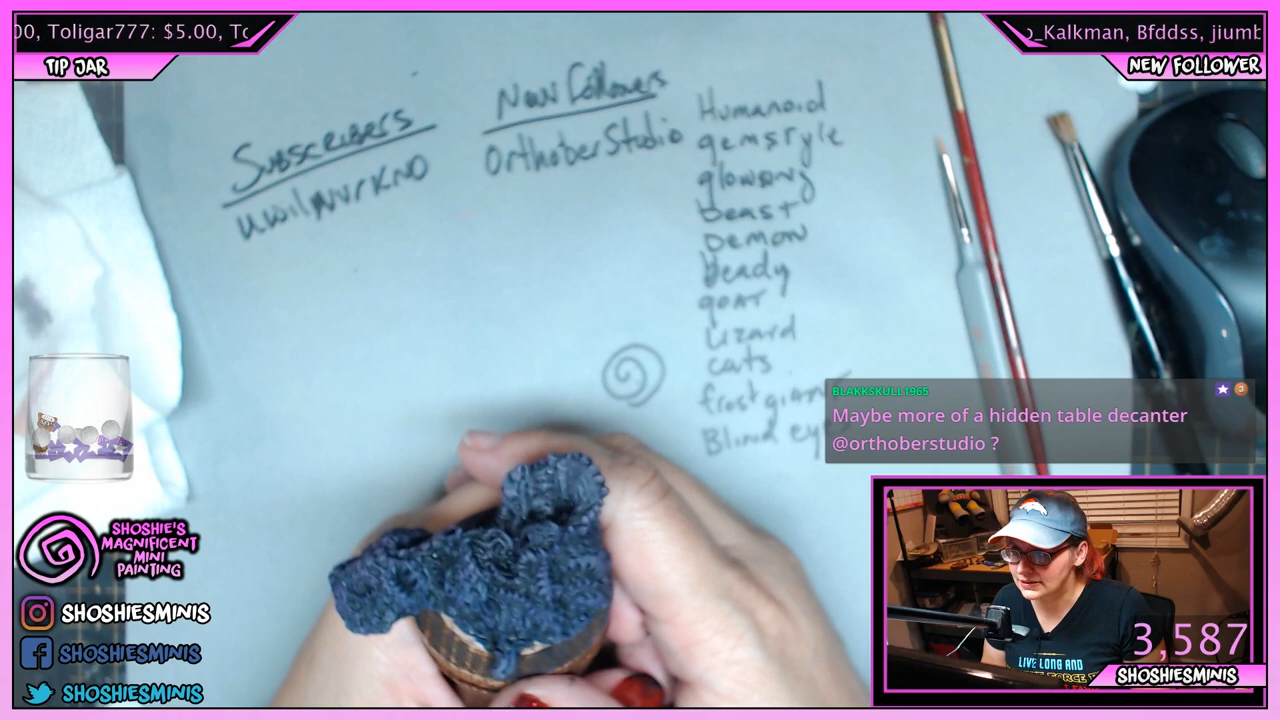 00, Toligar777: $5.00, To
TIP JAR
o_Kalkman, Bfddss, jiumb
NEW FOLLOWER
Subscribers
uwilNvrKNO
New Followers
OrthoberStudio
Humanoid
gemstyle
glowing
beast
Demon
beady
goat
Lizard
cats
frost giant
Blind eye
BLAKKSKULL1965
Maybe more of a hidden table decanter
@orthoberstudio ?
SHOSHIE'S
MAGNIFICENT
MINI
PAINTING
SHOSHIESMINIS
SHOSHIESMINIS
SHOSHIESMINIS
LIVE LONG AND
3,587
SHOSHIESMINIS